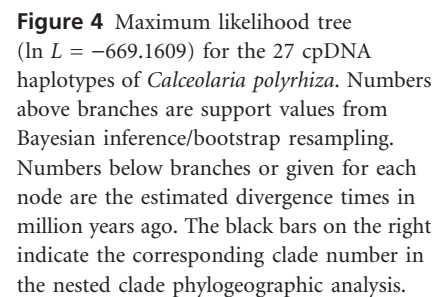 Figure 4 Maximum likelihood tree
(ln L = −669.1609) for the 27 cpDNA
haplotypes of Calceolaria polyrhiza. Numbers
above branches are support values from
Bayesian inference/bootstrap resampling.
Numbers below branches or given for each
node are the estimated divergence times in
million years ago. The black bars on the right
indicate the corresponding clade number in
the nested clade phylogeographic analysis.